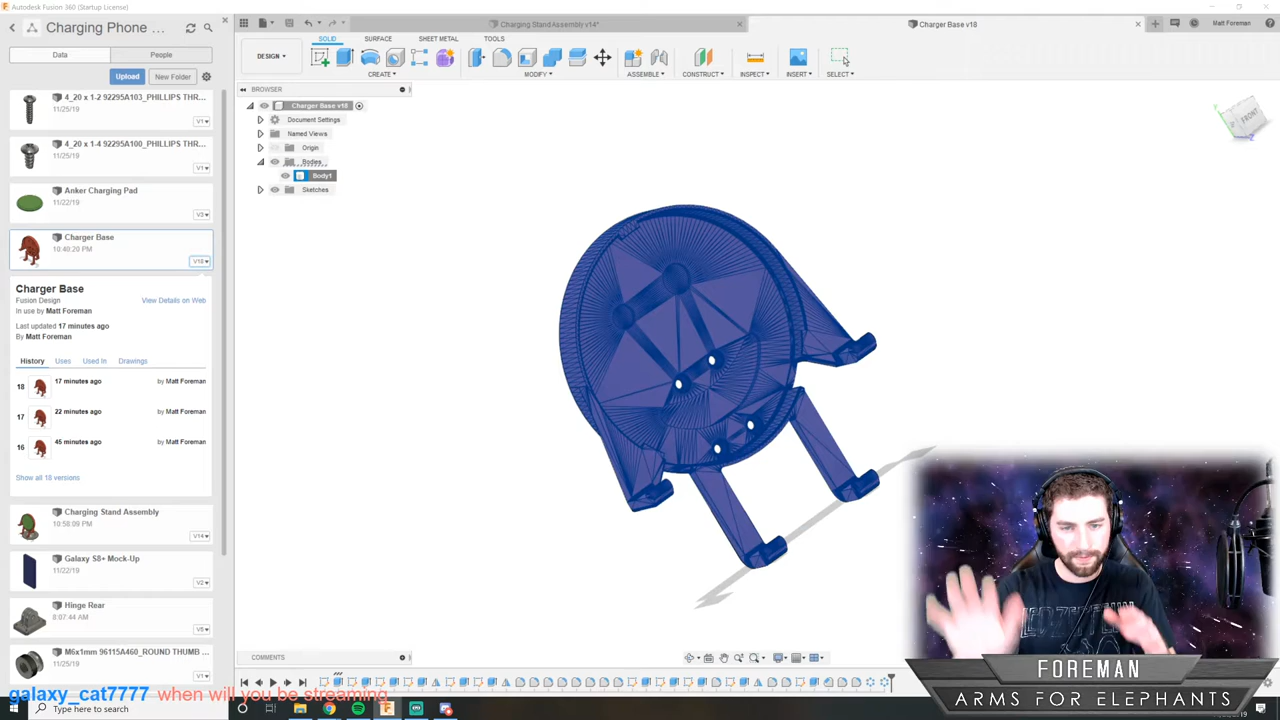 Autodesk Fusion 360 (Startup License)
Charging Phone ...
Charging Stand Assembly v14*
Charger Base v18
Matt Foreman
Data
People
Upload
New Folder
DESIGN
SOLID
SURFACE
SHEET METAL
TOOLS
CREATE
MODIFY
ASSEMBLE
CONSTRUCT
INSPECT
INSERT
SELECT
BROWSER
Charger Base v18
Document Settings
Named Views
Origin
Bodies
Body1
Sketches
FRONT
4_20 x 1-2 92295A103_PHILLIPS THR...
11/25/19
V1
4_20 x 1-4 92295A100_PHILLIPS THR...
11/25/19
V1
Anker Charging Pad
11/22/19
V3
Charger Base
10:40:20 PM
V18
Charger Base
Fusion Design
View Details on Web
In use by Matt Foreman
Last updated 17 minutes ago
By Matt Foreman
History
Uses
Used In
Drawings
18
17 minutes ago
by Matt Foreman
17
22 minutes ago
by Matt Foreman
16
45 minutes ago
by Matt Foreman
Show all 18 versions
Charging Stand Assembly
10:56:09 PM
V14
Galaxy S8+ Mock-Up
11/22/19
V2
Hinge Rear
8:07:44 AM
V5
M6x1mm 96115A460_ROUND THUMB ...
11/25/19
V1
COMMENTS
galaxy_cat7777 when will you be streaming
Type here to search
LED ZEPPELIN
FOREMAN
ARMS FOR ELEPHANTS